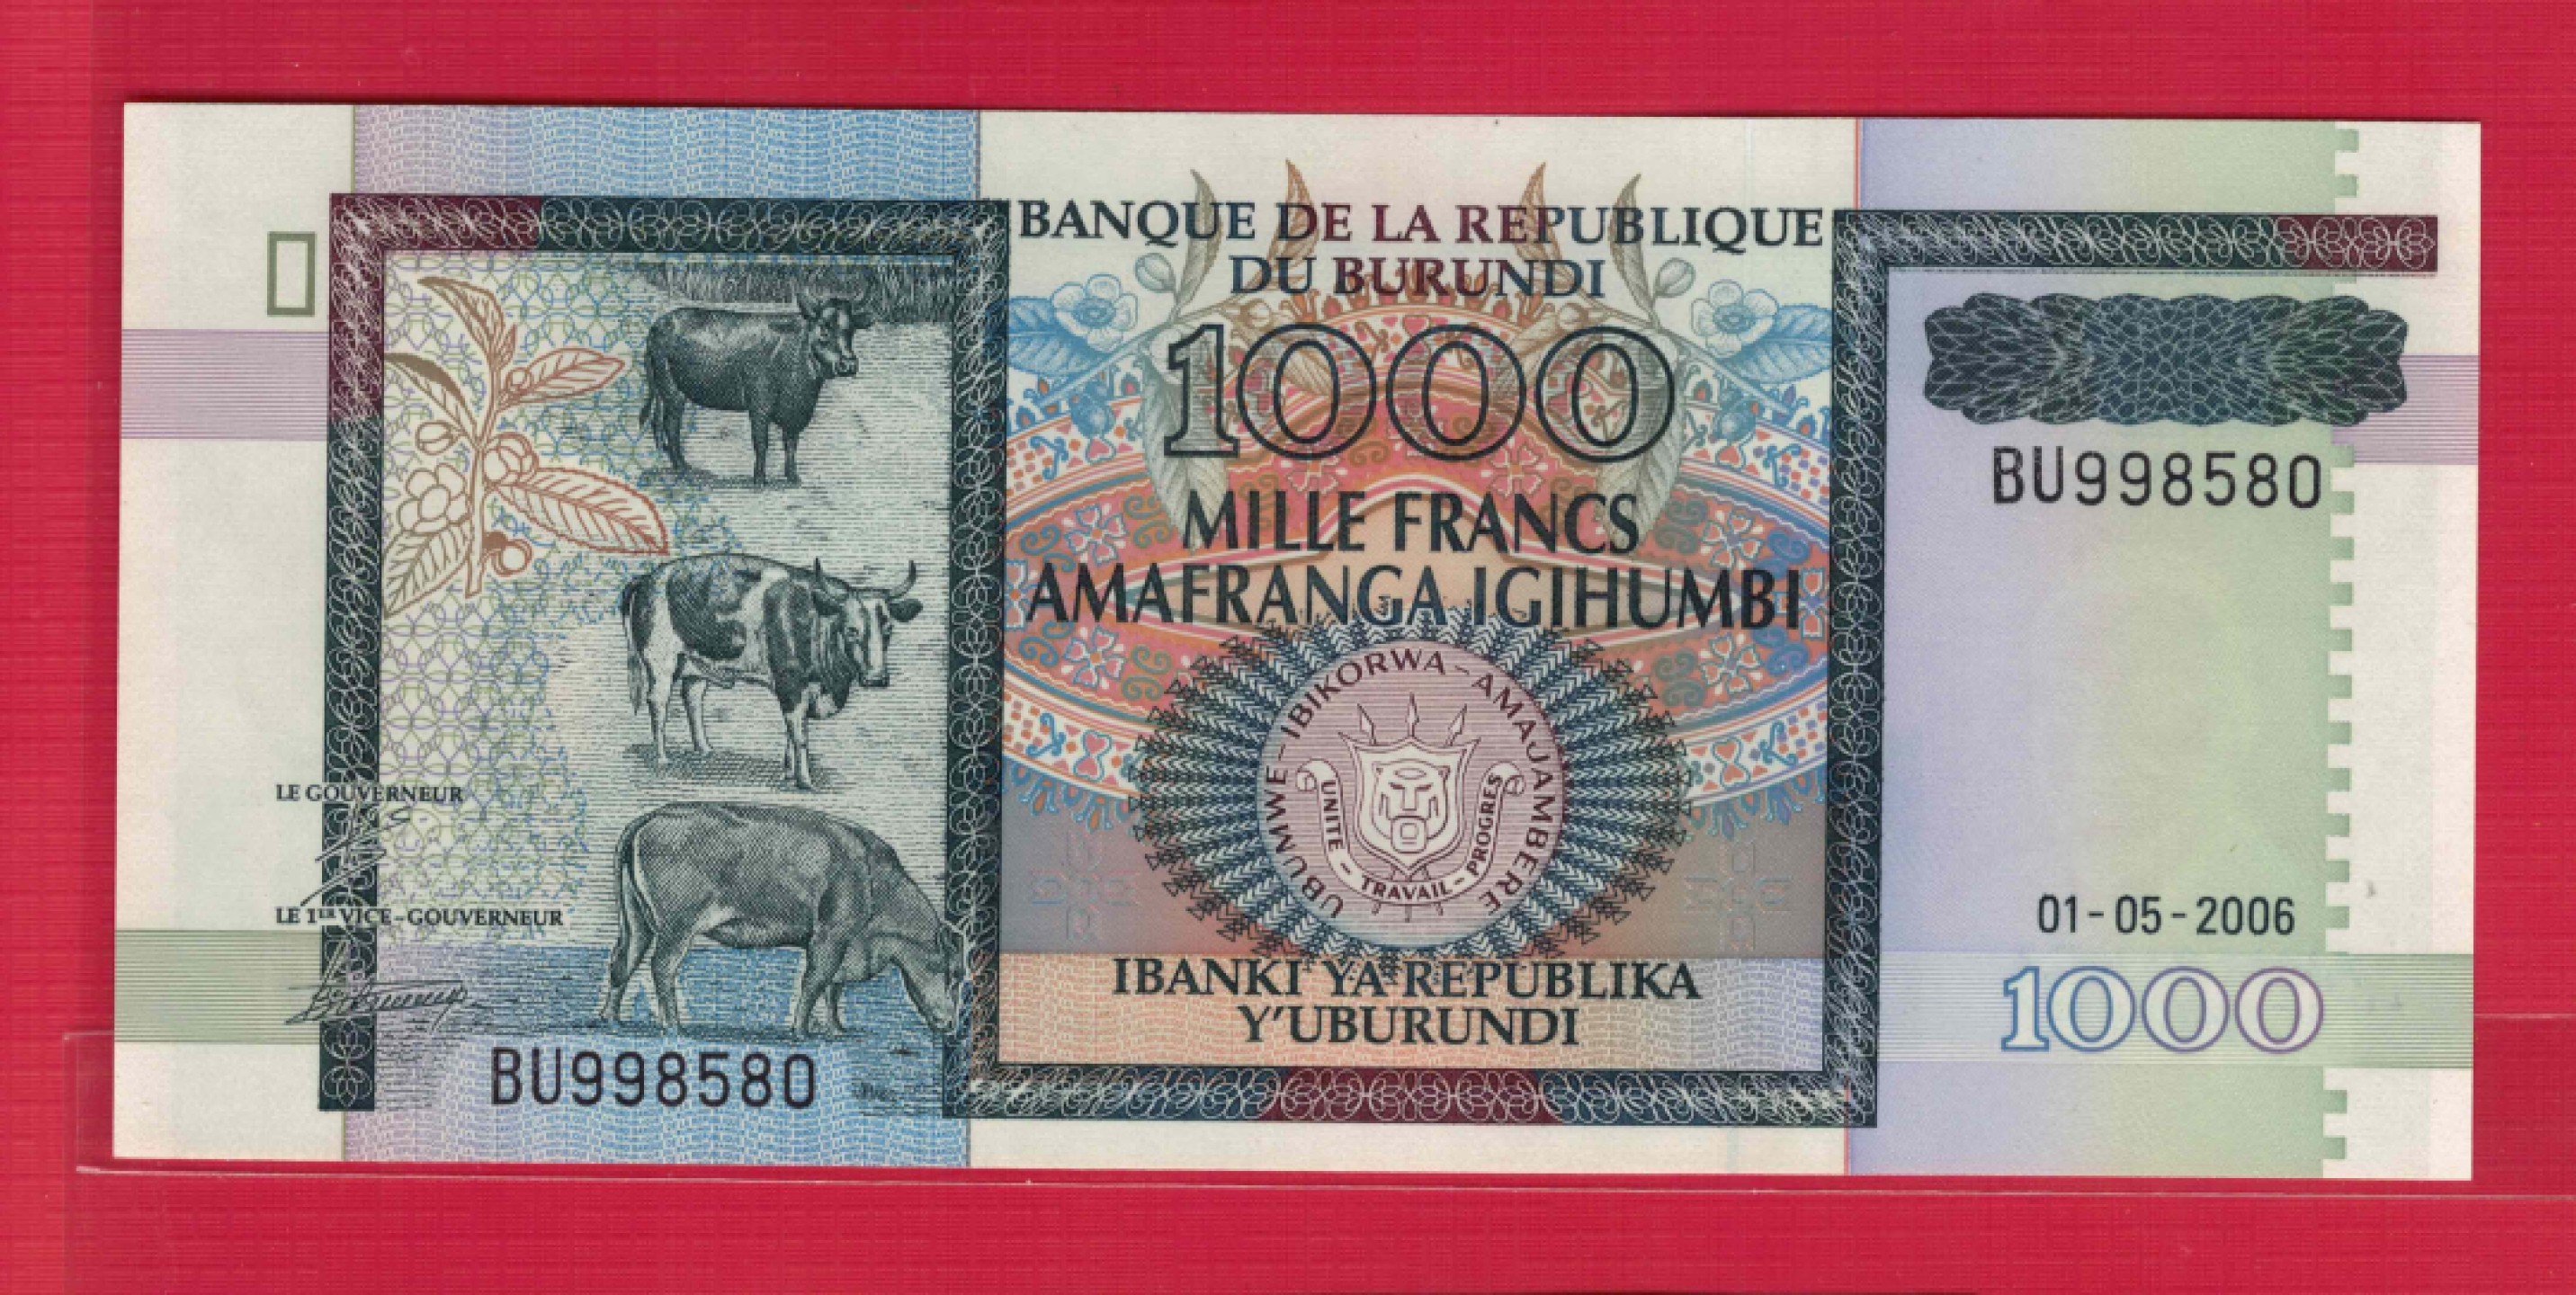 BANQUE DE LA REPUBLIQUE
DU BURUNDI
1000
MILLE FRANCS
AMAFRANGA IGIHUMBI
BU998580
UBUMWE - IBIKORWA - AMAJAMBERE
UNITE - TRAVAIL - PROGRES
LE GOUVERNEUR
LE 1ER VICE-GOUVERNEUR
01-05-2006
IBANKI YA REPUBLIKA
Y'UBURUNDI
1000
BU998580